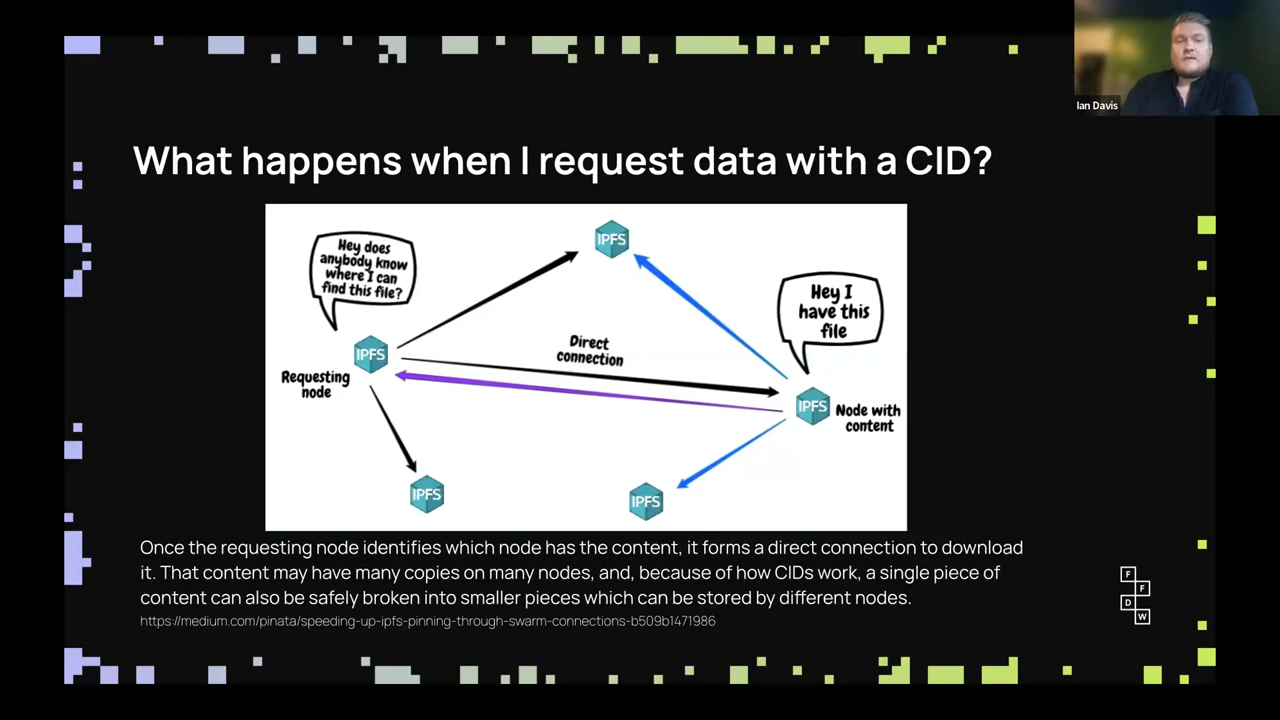 Ian Davis
What happens when I request data with a CID?
Hey does
anybody know
where I can
find this file?
IPFS
Hey I
have this
file
Direct
connection
IPFS
Requesting
node
IPFS
Node with
content
IPFS
IPFS
Once the requesting node identifies which node has the content, it forms a direct connection to download
it. That content may have many copies on many nodes, and, because of how CIDs work, a single piece of
content can also be safely broken into smaller pieces which can be stored by different nodes.
https://medium.com/pinata/speeding-up-ipfs-pinning-through-swarm-connections-b509b1471986
F
F
D
W